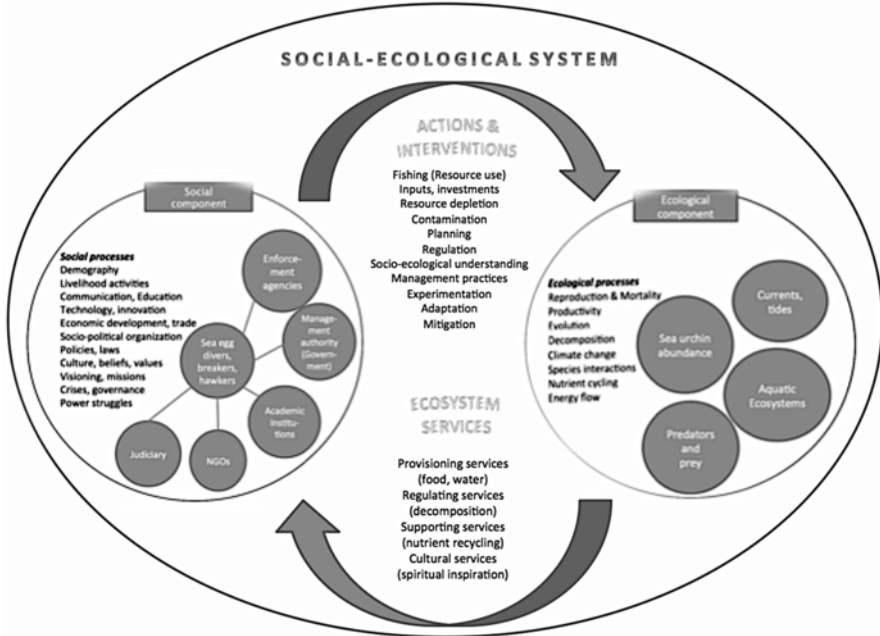 SOCIAL-ECOLOGICAL SYSTEM
ACTIONS &
INTERVENTIONS
Fishing (Resource use)
Inputs, investments
Resource depletion
Contamination
Planning
Regulation
Socio-ecological understanding
Management practices
Experimentation
Adaptation
Mitigation
Social
component
Social processes
Demography
Livelihood activities
Communication, Education
Technology, innovation
Economic development, trade
Socio-political organization
Policies, laws
Culture, beliefs, values
Visioning, missions
Crises, governance
Power struggles
Enforce-
ment
agencies
Manage-
ment
authority
(Govern-
ment)
Sea egg
divers,
breakers,
hawkers
Academic
Institu-
tions
NGOs
Judiciary
Ecological
component
Ecological processes
Reproduction & Mortality
Productivity
Evolution
Decomposition
Climate change
Species interactions
Nutrient cycling
Energy flow
Currents,
tides
Sea urchin
abundance
Aquatic
Ecosystems
Predators
and
prey
ECOSYSTEM
SERVICES
Provisioning services
(food, water)
Regulating services
(decomposition)
Supporting services
(nutrient recycling)
Cultural services
(spiritual inspiration)